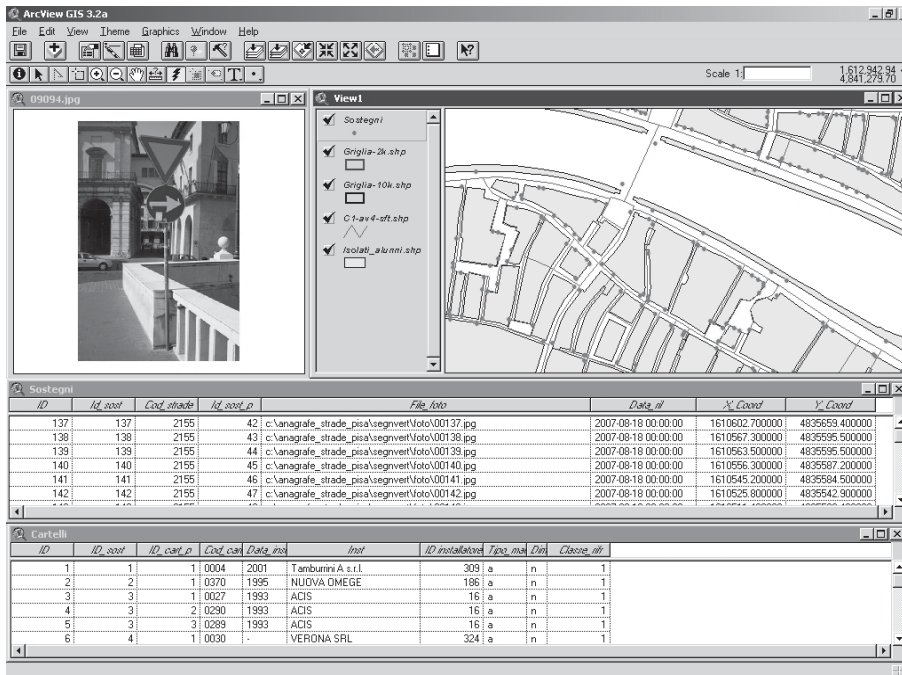 ArcView GIS 3.2a
File Edit View Theme Graphics Window Help
Scale 1: 1,612,942.94
4,841,279.70
09094.jpg
View1
Sostegni
Griglia-2k.shp
Griglia-10k.shp
C1-av4-sft.shp
Isolati_alunni.shp
Sostegni
ID Id_sost Cod_strade Id_sost_p File_foto Data_ril X_Coord Y_Coord
137 137 2155 42 c:\anagrafe_strade_pisa\segnvert\foto\00137.jpg 2007-08-18 00:00:00 1610602.700000 4835659.400000
138 138 2155 43 c:\anagrafe_strade_pisa\segnvert\foto\00138.jpg 2007-08-18 00:00:00 1610567.300000 4835595.500000
139 139 2155 44 c:\anagrafe_strade_pisa\segnvert\foto\00139.jpg 2007-08-18 00:00:00 1610563.500000 4835595.500000
140 140 2155 45 c:\anagrafe_strade_pisa\segnvert\foto\00140.jpg 2007-08-18 00:00:00 1610556.300000 4835587.200000
141 141 2155 46 c:\anagrafe_strade_pisa\segnvert\foto\00141.jpg 2007-08-18 00:00:00 1610545.200000 4835584.500000
142 142 2155 47 c:\anagrafe_strade_pisa\segnvert\foto\00142.jpg 2007-08-18 00:00:00 1610525.800000 4835542.900000
Cartelli
ID ID_sost ID_cart_p Cod_car Data_ins Inst ID installatore Tipo_ma Dim Classe_rifr
1 1 1 0004 2001 Tamburrini A s.r.l. 309 a n 1
2 2 1 0370 1995 NUOVA OMEGE 186 a n 1
3 3 1 0027 1993 ACIS 16 a n 1
4 3 2 0290 1993 ACIS 16 a n 1
5 3 3 0289 1993 ACIS 16 a n 1
6 4 1 0030 - VERONA SRL 324 a n 1